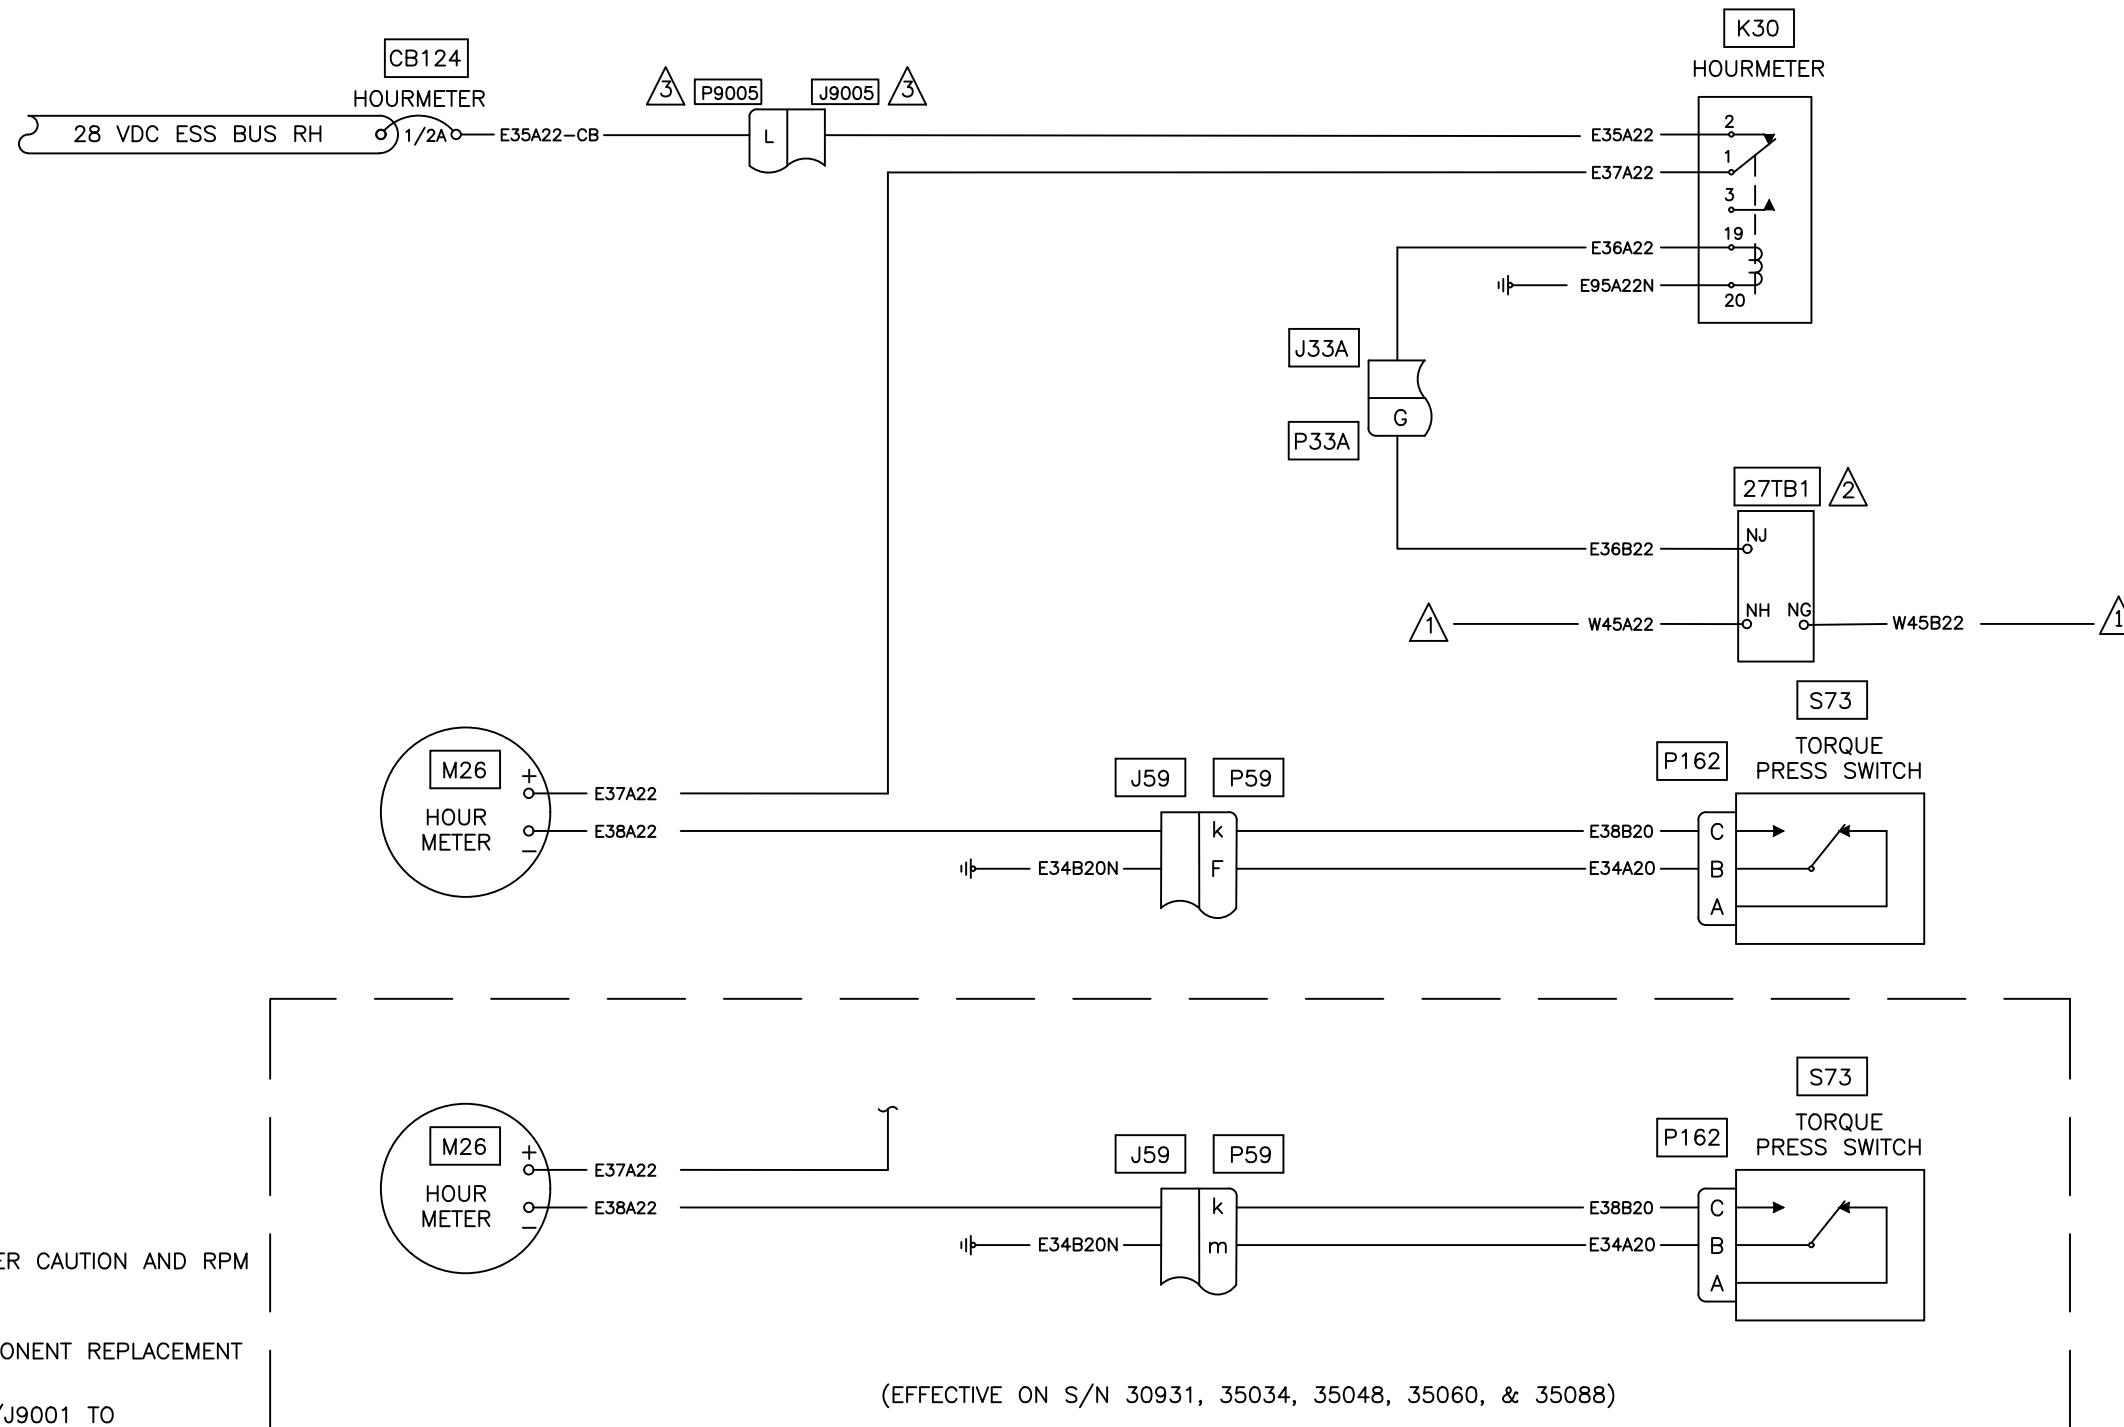 K30
HOURMETER
CB124
HOURMETER
3
P9005
J9005
3
28 VDC ESS BUS RH
1/2A
E35A22-CB
L
E35A22
2
E37A22
1
3
E36A22
19
E95A22N
20
J33A
G
P33A
27TB1
2
E36B22
NJ
1
W45A22
NH
NG
W45B22
1
S73
TORQUE
PRESS SWITCH
P162
J59
P59
M26
+
HOUR
METER
−
E37A22
E38A22
k
E38B20
C
E34B20N
F
E34A20
B
A
S73
TORQUE
PRESS SWITCH
P162
J59
P59
M26
+
HOUR
METER
−
E37A22
E38A22
k
E38B20
C
E34B20N
m
E34A20
B
A
ER CAUTION AND RPM
ONENT REPLACEMENT
(EFFECTIVE ON S/N 30931, 35034, 35048, 35060, & 35088)
/J9001 TO